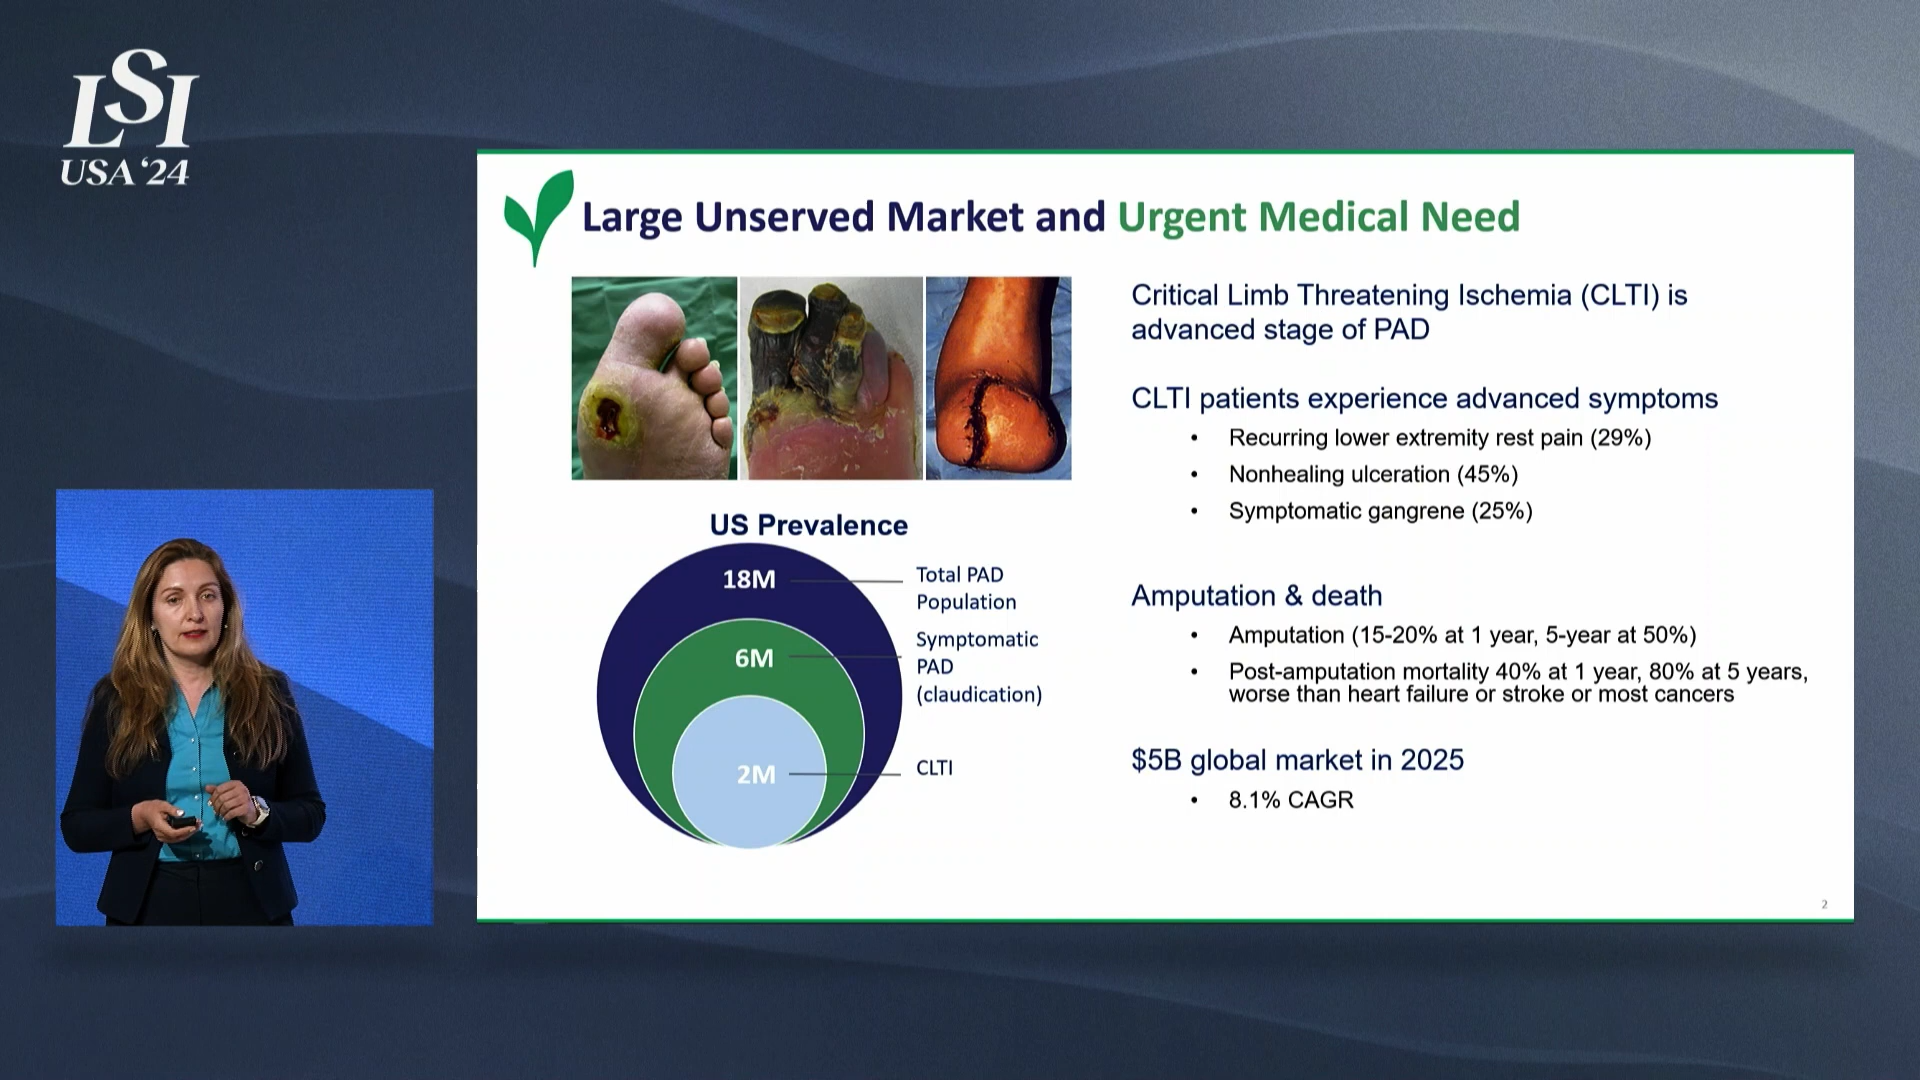 LSI
USA '24
Large Unserved Market and Urgent Medical Need
Critical Limb Threatening Ischemia (CLTI) is
advanced stage of PAD
CLTI patients experience advanced symptoms
• Recurring lower extremity rest pain (29%)
• Nonhealing ulceration (45%)
• Symptomatic gangrene (25%)
US Prevalence
18M
Total PAD
Population
6M
Symptomatic
PAD
(claudication)
2M
CLTI
Amputation & death
• Amputation (15-20% at 1 year, 5-year at 50%)
• Post-amputation mortality 40% at 1 year, 80% at 5 years,
worse than heart failure or stroke or most cancers
$5B global market in 2025
• 8.1% CAGR
2